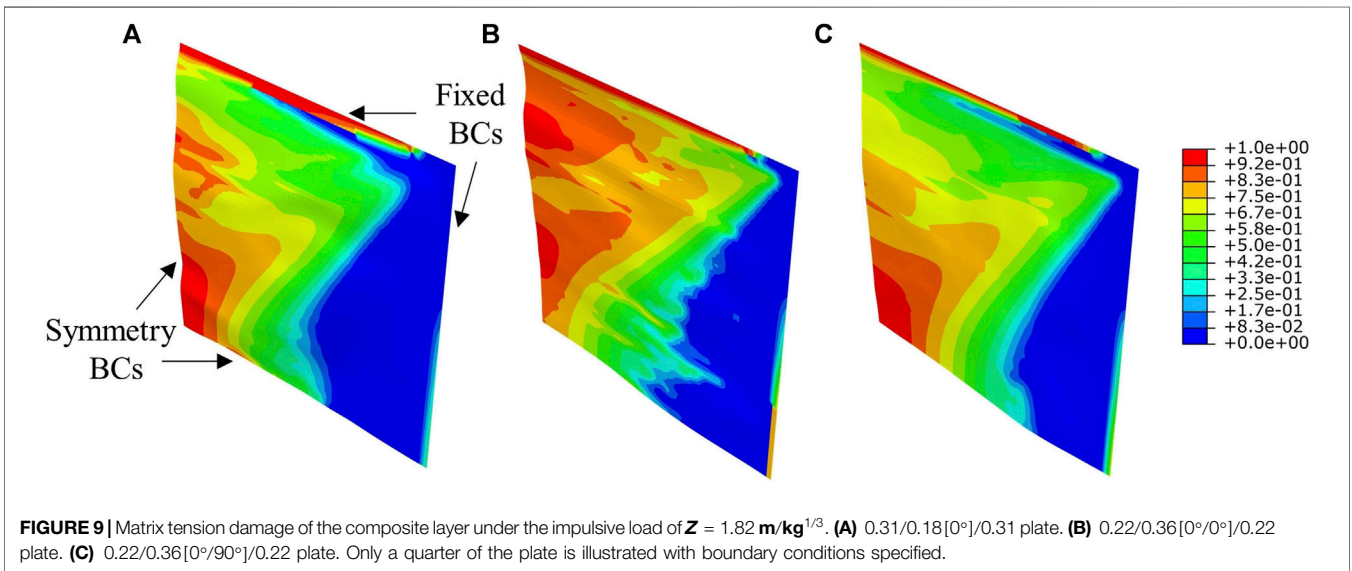 A
B
C
Fixed
BCs
Symmetry
BCs
+1.0e+00
+9.2e-01
+8.3e-01
+7.5e-01
+6.7e-01
+5.8e-01
+5.0e-01
+4.2e-01
+3.3e-01
+2.5e-01
+1.7e-01
+8.3e-02
+0.0e+00
FIGURE 9 | Matrix tension damage of the composite layer under the impulsive load of Z = 1.82 m/kg^1/3. (A) 0.31/0.18[0°]/0.31 plate. (B) 0.22/0.36[0°/0°]/0.22
plate. (C) 0.22/0.36[0°/90°]/0.22 plate. Only a quarter of the plate is illustrated with boundary conditions specified.